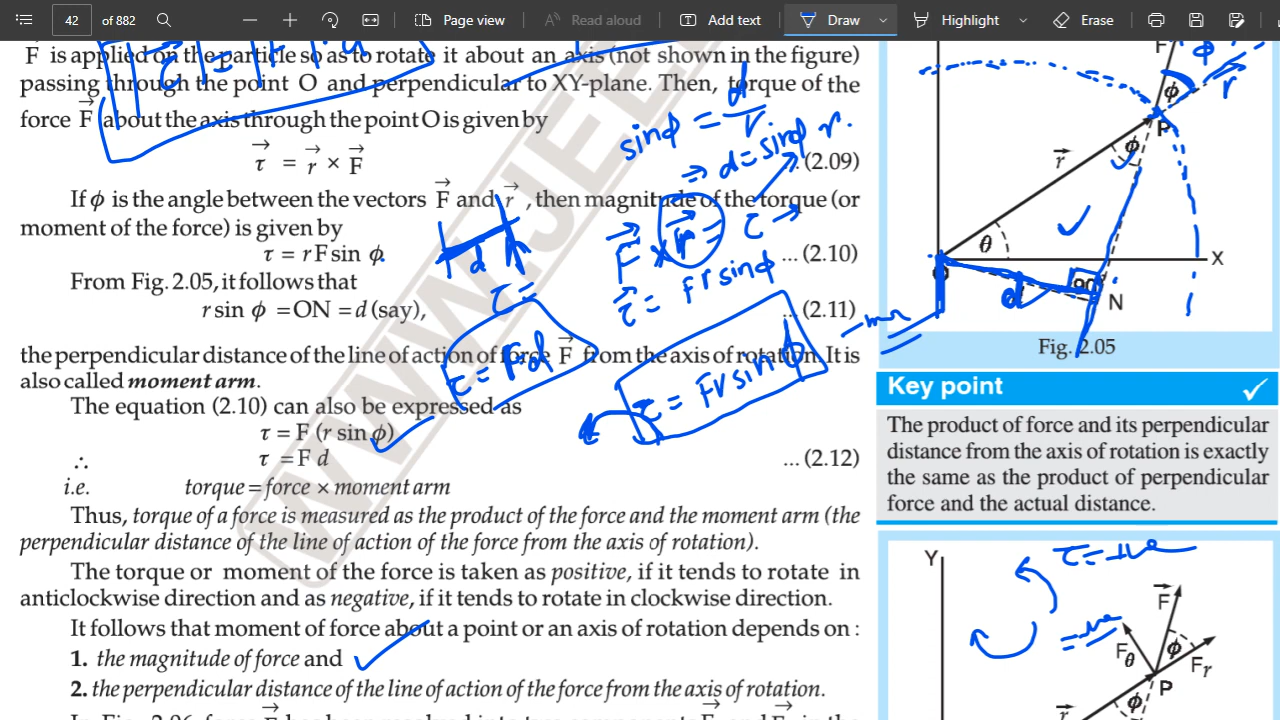 42 of 882 Page view Read aloud Add text Draw Highlight Erase
F is applied on the particle so as to rotate it about an axis (not shown in the figure)
passing through the point O and perpendicular to XY-plane. Then, torque of the
force F about the axis through the point O is given by
τ = r × F ... (2.09)
If ϕ is the angle between the vectors F and r , then magnitude of the torque (or
moment of the force) is given by
τ = r F sin ϕ. ... (2.10)
From Fig. 2.05, it follows that
r sin ϕ = ON = d (say), ... (2.11)
the perpendicular distance of the line of action of force F from the axis of rotation. It is
also called moment arm.
The equation (2.10) can also be expressed as
τ = F (r sin ϕ)
∴ τ = F d ... (2.12)
i.e. torque = force × moment arm
Thus, torque of a force is measured as the product of the force and the moment arm (the
perpendicular distance of the line of action of the force from the axis of rotation).
The torque or moment of the force is taken as positive, if it tends to rotate in
anticlockwise direction and as negative, if it tends to rotate in clockwise direction.
It follows that moment of force about a point or an axis of rotation depends on :
1. the magnitude of force and
2. the perpendicular distance of the line of action of the force from the axis of rotation.
sinϕ = d/r
⇒ d = sinϕ r.
F × r = τ
τ = Fr sinϕ
d
τ =
τ = Fd
τ = Fr sinϕ
-ve
F ϕ r
ϕ
P
r ϕ
θ
O X
90°
d N
Fig. 2.05
Key point
The product of force and its perpendicular
distance from the axis of rotation is exactly
the same as the product of perpendicular
force and the actual distance.
τ = +ve
Y
= -ve
F
Fθ ϕ Fr
P
r ϕ